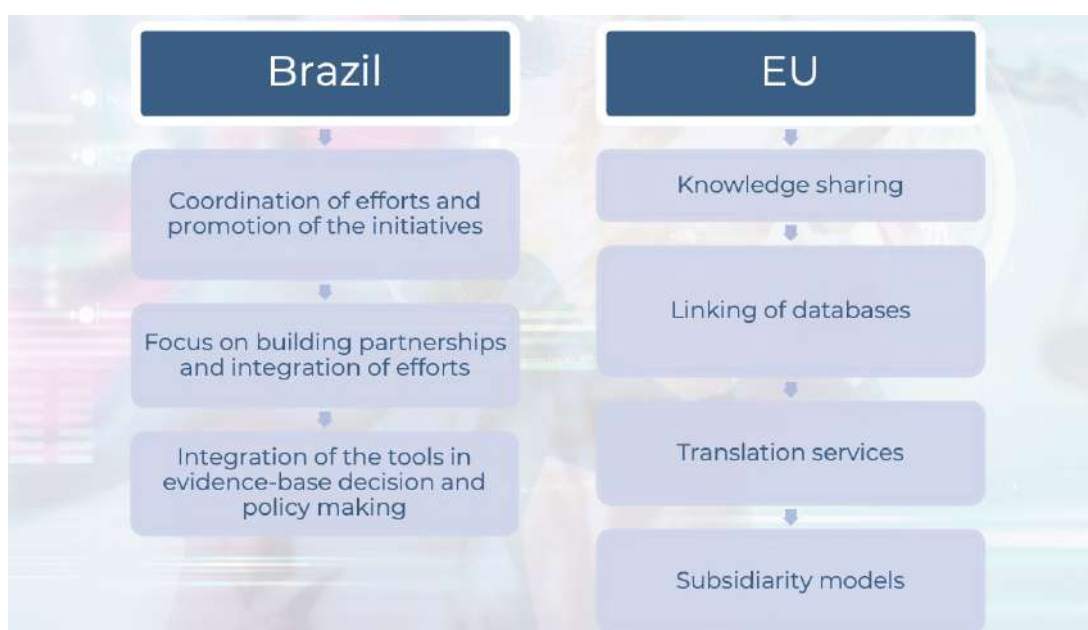 Brazil
Coordination of efforts and
promotion of the initiatives
Focus on building partnerships
and integration of efforts
Integration of the tools in
evidence-base decision and
policy making
EU
Knowledge sharing
Linking of databases
Translation services
Subsidiarity models